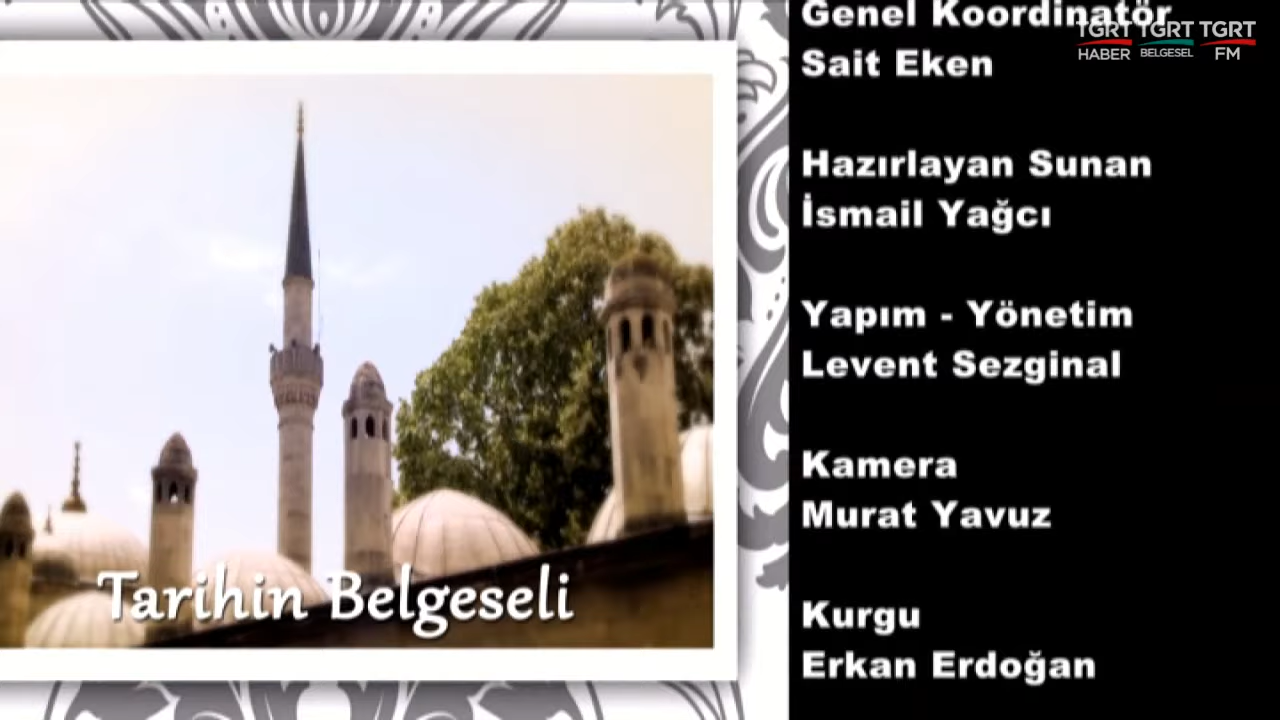 Genel Koordinatör
TGRT TGRT TGRT
HABER BELGESEL FM
Sait Eken
Hazırlayan Sunan
İsmail Yağcı
Yapım - Yönetim
Levent Sezginal
Kamera
Murat Yavuz
Kurgu
Erkan Erdoğan
Tarihin Belgeseli